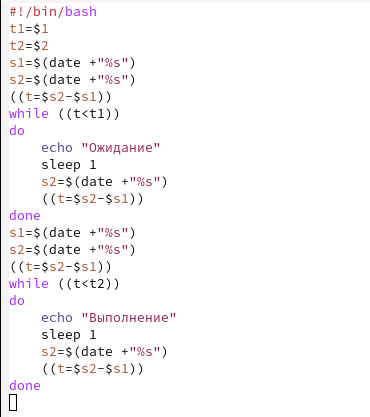 #!/bin/bash
t1=$1
t2=$2
s1=$(date +"%s")
s2=$(date +"%s")
((t=$s2-$s1))
while ((t<t1))
do
    echo "Ожидание"
    sleep 1
    s2=$(date +"%s")
    ((t=$s2-$s1))
done
s1=$(date +"%s")
s2=$(date +"%s")
((t=$s2-$s1))
while ((t<t2))
do
    echo "Выполнение"
    sleep 1
    s2=$(date +"%s")
    ((t=$s2-$s1))
done